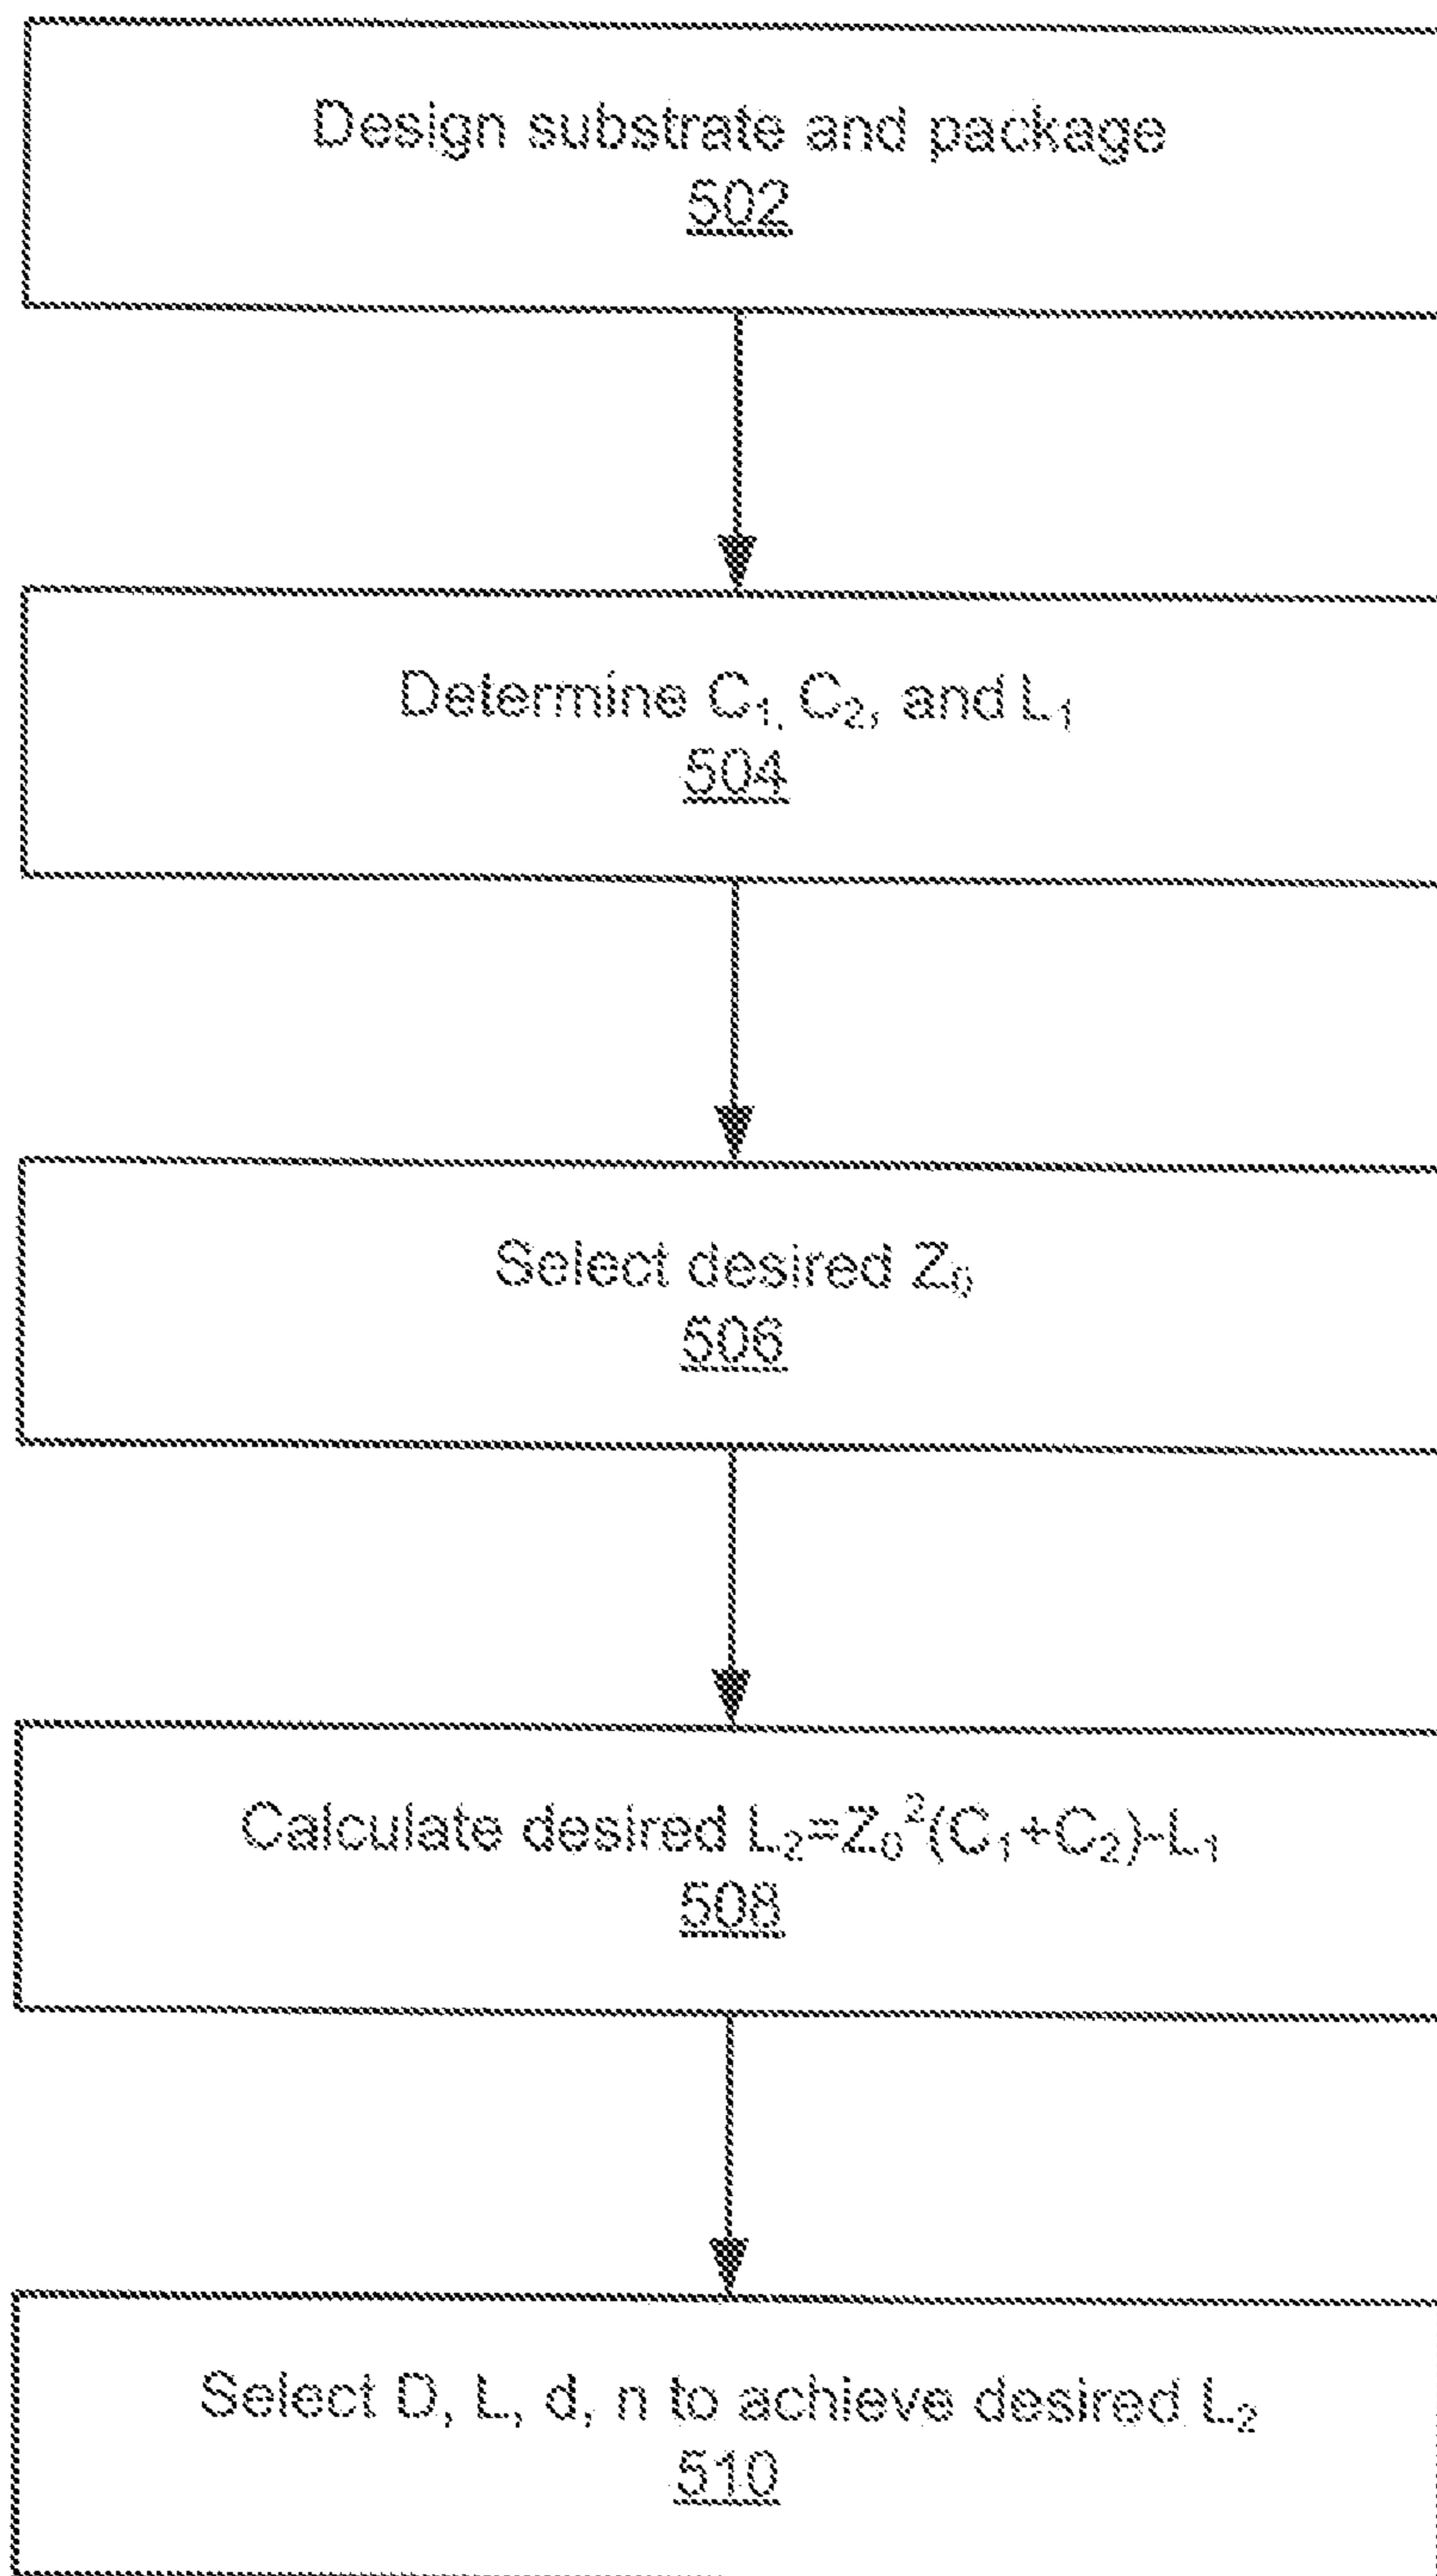 Design substrate and package
502
Determine C₁, C₂, and L₁
504
Select desired Z₀
506
Calculate desired L₂=Z₀²(C₁+C₂)-L₁
508
Select D, L, d, n to achieve desired L₂
510